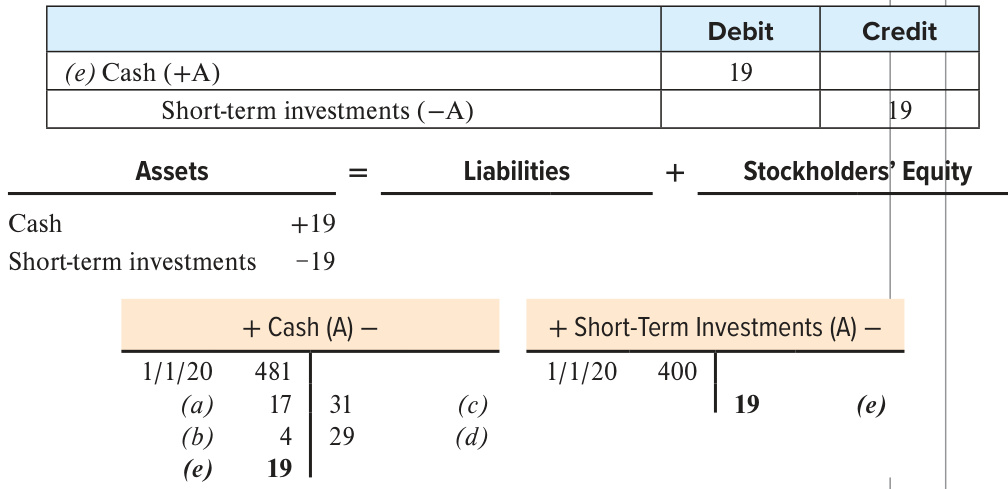 Debit Credit
(e) Cash (+A) 19
Short-term investments (−A) 19
Assets = Liabilities + Stockholders’ Equity
Cash +19
Short-term investments −19
+ Cash (A) − + Short-Term Investments (A) −
1/1/20 481 1/1/20 400
(a) 17 31 (c) 19 (e)
(b) 4 29 (d)
(e) 19